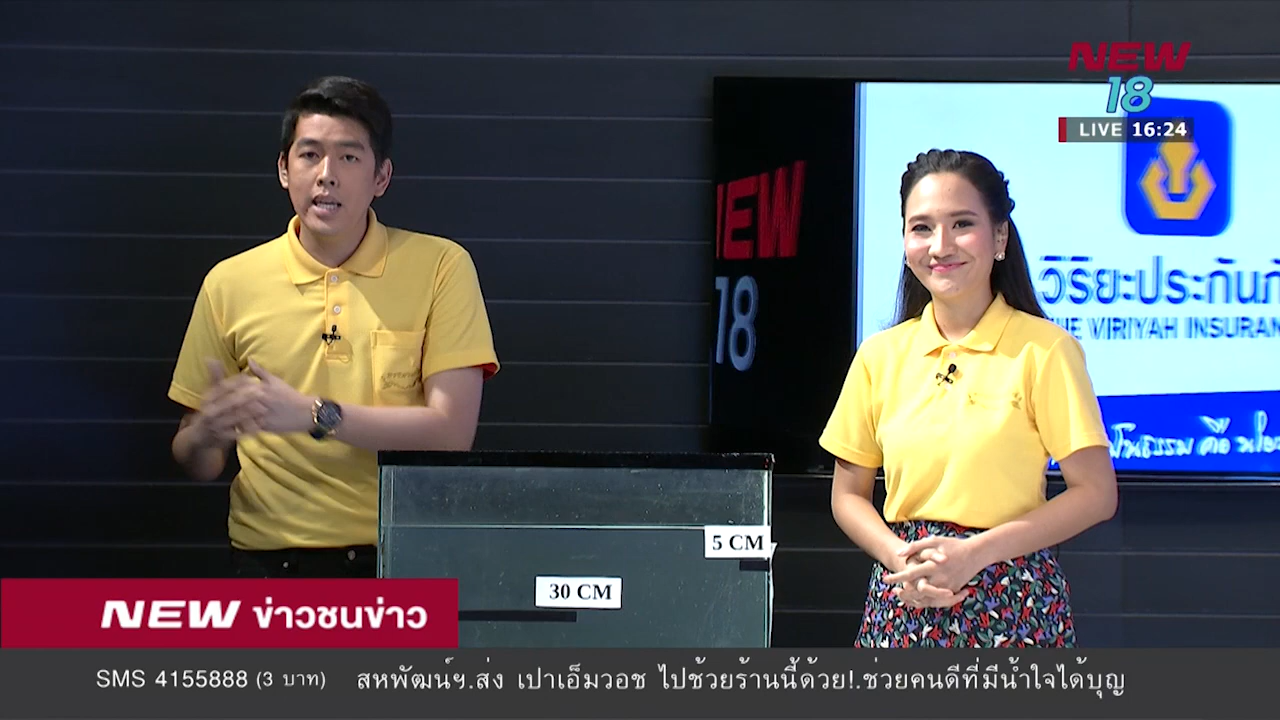 NEW
18
LIVE 16:24
NEW
18
วิริยะประกันภั
THE VIRIYAH INSURAN
5 CM
30 CM
NEW ข่าวชนข่าว
SMS 4155888 (3 บาท) สหพัฒน์ฯ.ส่ง เปาเอ็มวอช ไปช้วยร้านนี้ด้วย!.ช่วยคนดีที่มีน้ำใจได้บุญ